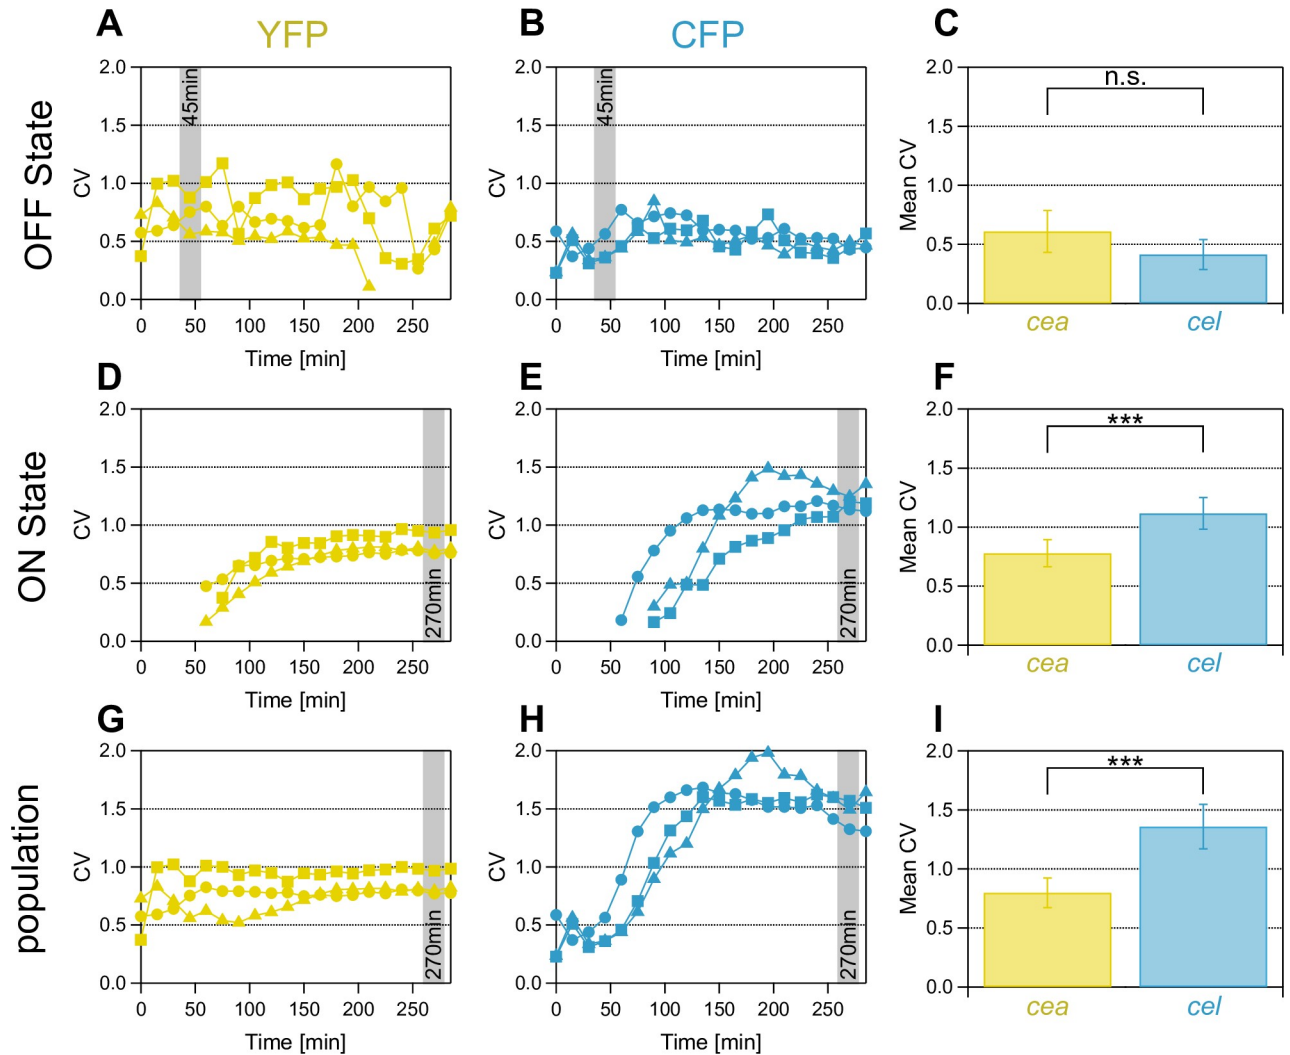 A
YFP
B
CFP
C
OFF State
CV
2.0
1.5
1.0
0.5
0.0
45min
0
50
100
150
200
250
Time [min]
CV
2.0
1.5
1.0
0.5
0.0
45min
0
50
100
150
200
250
Time [min]
Mean CV
2.0
1.5
1.0
0.5
0.0
n.s.
cea
cel
D
E
F
ON State
CV
2.0
1.5
1.0
0.5
0.0
270min
0
50
100
150
200
250
Time [min]
CV
2.0
1.5
1.0
0.5
0.0
270min
0
50
100
150
200
250
Time [min]
Mean CV
2.0
1.5
1.0
0.5
0.0
***
cea
cel
G
H
I
population
CV
2.0
1.5
1.0
0.5
0.0
270min
0
50
100
150
200
250
Time [min]
CV
2.0
1.5
1.0
0.5
0.0
270min
0
50
100
150
200
250
Time [min]
Mean CV
2.0
1.5
1.0
0.5
0.0
***
cea
cel